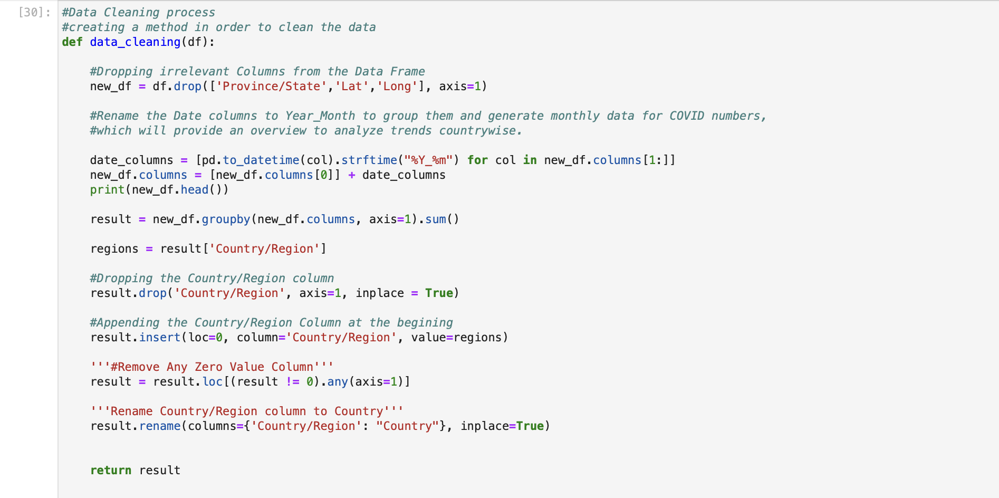 [30]: #Data Cleaning process
#creating a method in order to clean the data
def data_cleaning(df):
#Dropping irrelevant Columns from the Data Frame
new_df = df.drop(['Province/State','Lat','Long'], axis=1)
#Rename the Date columns to Year_Month to group them and generate monthly data for COVID numbers,
#which will provide an overview to analyze trends countrywise.
date_columns = [pd.to_datetime(col).strftime("%Y_%m") for col in new_df.columns[1:]]
new_df.columns = [new_df.columns[0]] + date_columns
print(new_df.head())
result = new_df.groupby(new_df.columns, axis=1).sum()
regions = result['Country/Region']
#Dropping the Country/Region column
result.drop('Country/Region', axis=1, inplace = True)
#Appending the Country/Region Column at the begining
result.insert(loc=0, column='Country/Region', value=regions)
'''#Remove Any Zero Value Column'''
result = result.loc[(result != 0).any(axis=1)]
'''Rename Country/Region column to Country'''
result.rename(columns={'Country/Region': "Country"}, inplace=True)
return result